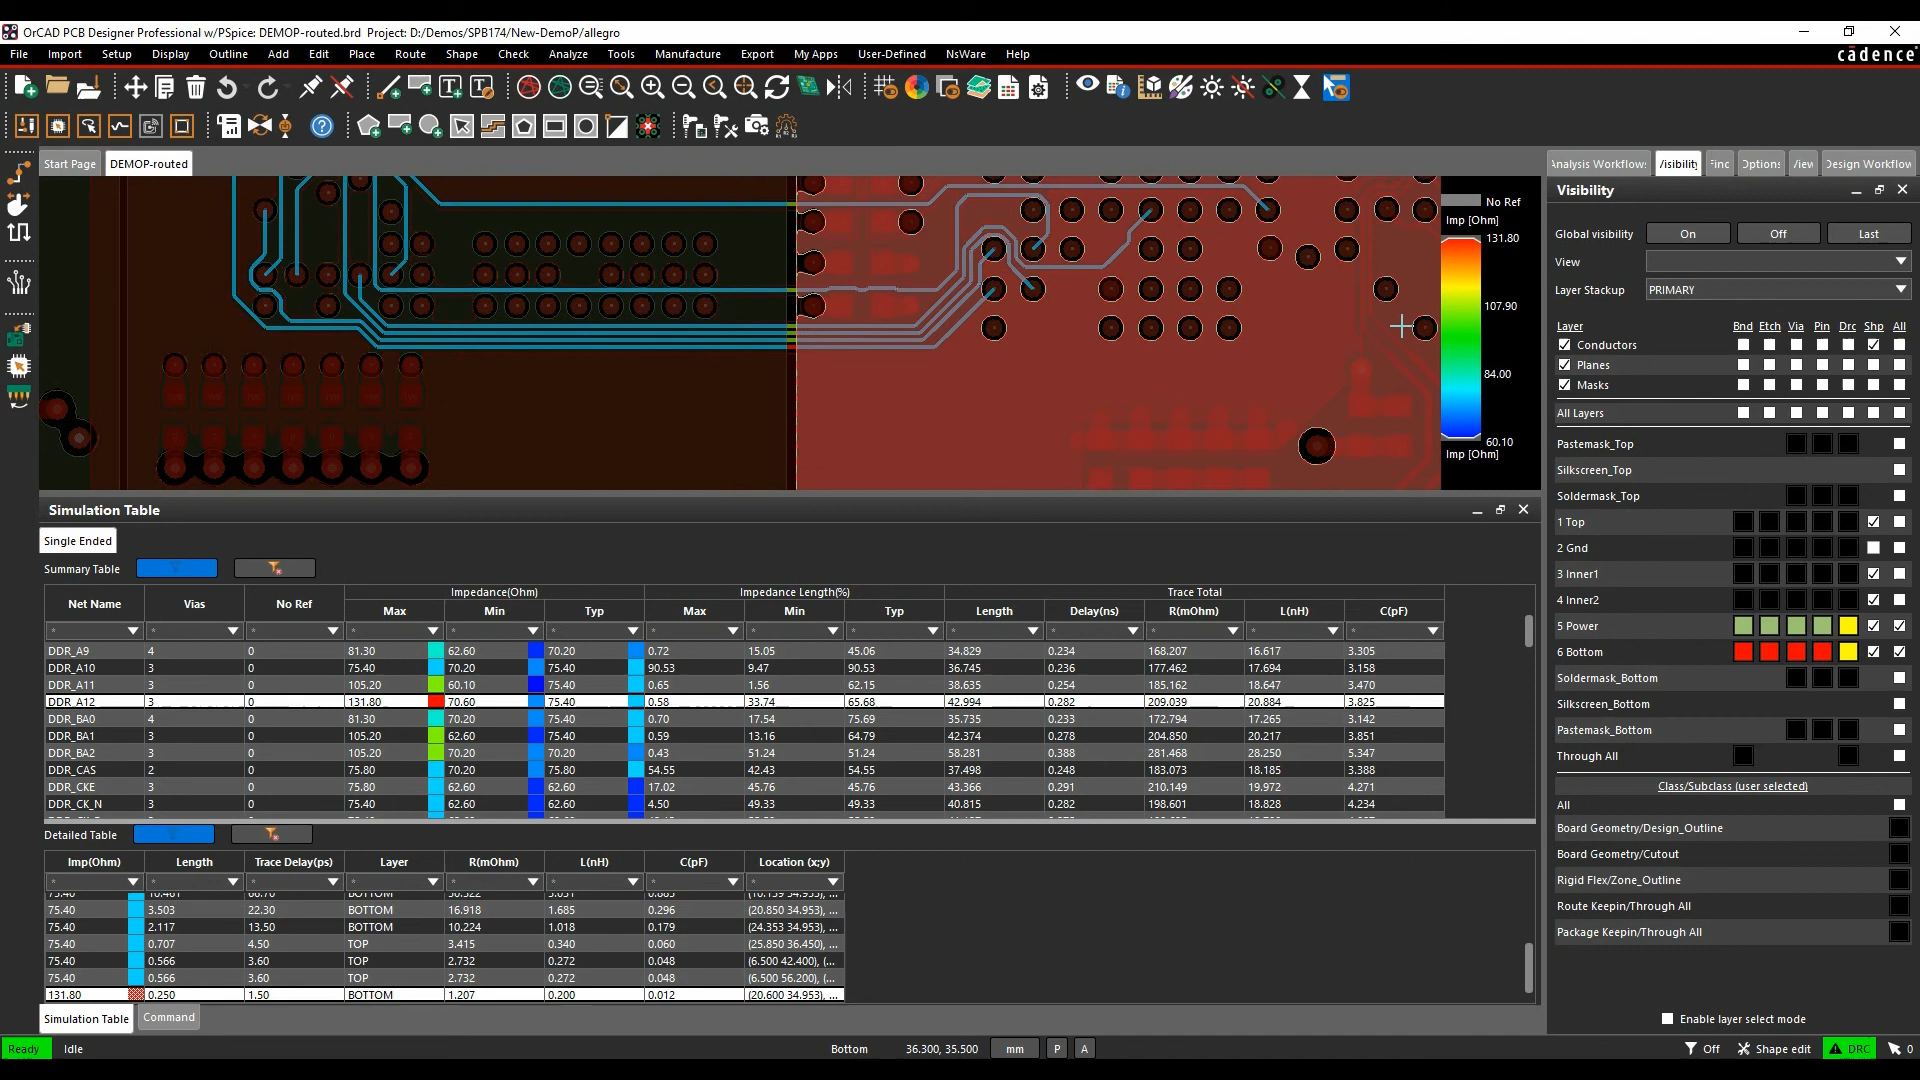 OrCAD PCB Designer Professional w/PSpice: DEMOP-routed.brd  Project: D:/Demos/SPB174/New-DemoP/allegro
File Import Setup Display Outline Add Edit Place Route Shape Check Analyze Tools Manufacture Export My Apps User-Defined NsWare Help
cādence
Start Page DEMOP-routed
No Ref
Imp [Ohm]
131.80
107.90
84.00
60.10
Imp [Ohm]
Simulation Table
Single Ended
Summary Table
Impedance(Ohm) Impedance Length(%) Trace Total
Net Name Vias No Ref Max Min Typ Max Min Typ Length Delay(ns) R(mOhm) L(nH) C(pF)
* * * * * * * * * * * * * *
DDR_A9 4 0 81.30 62.60 70.20 0.72 15.05 45.06 34.829 0.234 168.207 16.617 3.305
DDR_A10 3 0 75.40 70.20 75.40 90.53 9.47 90.53 36.745 0.236 177.462 17.694 3.158
DDR_A11 3 0 105.20 60.10 75.40 0.65 1.56 62.15 38.635 0.254 185.162 18.647 3.470
DDR_A12 3 0 131.80 70.60 75.40 0.58 33.74 65.68 42.994 0.282 209.039 20.884 3.825
DDR_BA0 4 0 81.30 70.20 75.40 0.70 17.54 75.69 35.735 0.233 172.794 17.265 3.142
DDR_BA1 3 0 105.20 62.60 75.40 0.59 13.16 64.79 42.374 0.278 204.850 20.217 3.851
DDR_BA2 3 0 105.20 70.20 70.20 0.43 51.24 51.24 58.281 0.388 281.468 28.250 5.347
DDR_CAS 2 0 75.80 70.20 75.80 54.55 42.43 54.55 37.498 0.248 183.073 18.185 3.388
DDR_CKE 3 0 75.80 62.60 62.60 17.02 45.76 45.76 43.366 0.291 210.149 19.972 4.271
DDR_CK_N 3 0 75.40 62.60 62.60 4.50 49.33 49.33 40.815 0.282 198.601 18.828 4.234
Detailed Table
Imp(Ohm) Length Trace Delay(ps) Layer R(mOhm) L(nH) C(pF) Location (x;y)
* * * * * * * *
75.40 3.503 22.30 BOTTOM 16.918 1.685 0.296 (20.850 34.953), ...
75.40 2.117 13.50 BOTTOM 10.224 1.018 0.179 (24.353 34.953), ...
75.40 0.707 4.50 TOP 3.415 0.340 0.060 (25.850 36.450), ...
75.40 0.566 3.60 TOP 2.732 0.272 0.048 (6.500 42.400), (...
75.40 0.566 3.60 TOP 2.732 0.272 0.048 (6.500 56.200), (...
131.80 0.250 1.50 BOTTOM 1.207 0.200 0.012 (20.600 34.953), ...
Simulation Table Command
Ready Idle Bottom 36.300, 35.500 mm P A Off Shape edit DRC 0
Analysis Workflows Visibility Find Options View Design Workflow
Visibility
Global visibility On Off Last
View
Layer Stackup PRIMARY
Layer Bnd Etch Via Pin Drc Shp All
Conductors
Planes
Masks
All Layers
Pastemask_Top
Silkscreen_Top
Soldermask_Top
1 Top
2 Gnd
3 Inner1
4 Inner2
5 Power
6 Bottom
Soldermask_Bottom
Silkscreen_Bottom
Pastemask_Bottom
Through All
Class/Subclass (user selected)
All
Board Geometry/Design_Outline
Board Geometry/Cutout
Rigid Flex/Zone_Outline
Route Keepin/Through All
Package Keepin/Through All
Enable layer select mode